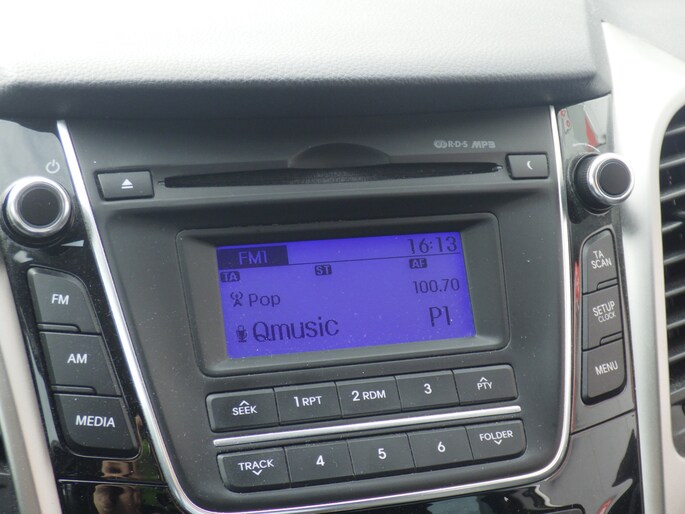 RDS MP3
FM1 16:13
TA ST AF
Pop 100.70
Qmusic P1
FM
AM
MEDIA
TA
SCAN
SETUP
CLOCK
MENU
SEEK 1 RPT 2 RDM 3 PTY
TRACK 4 5 6 FOLDER